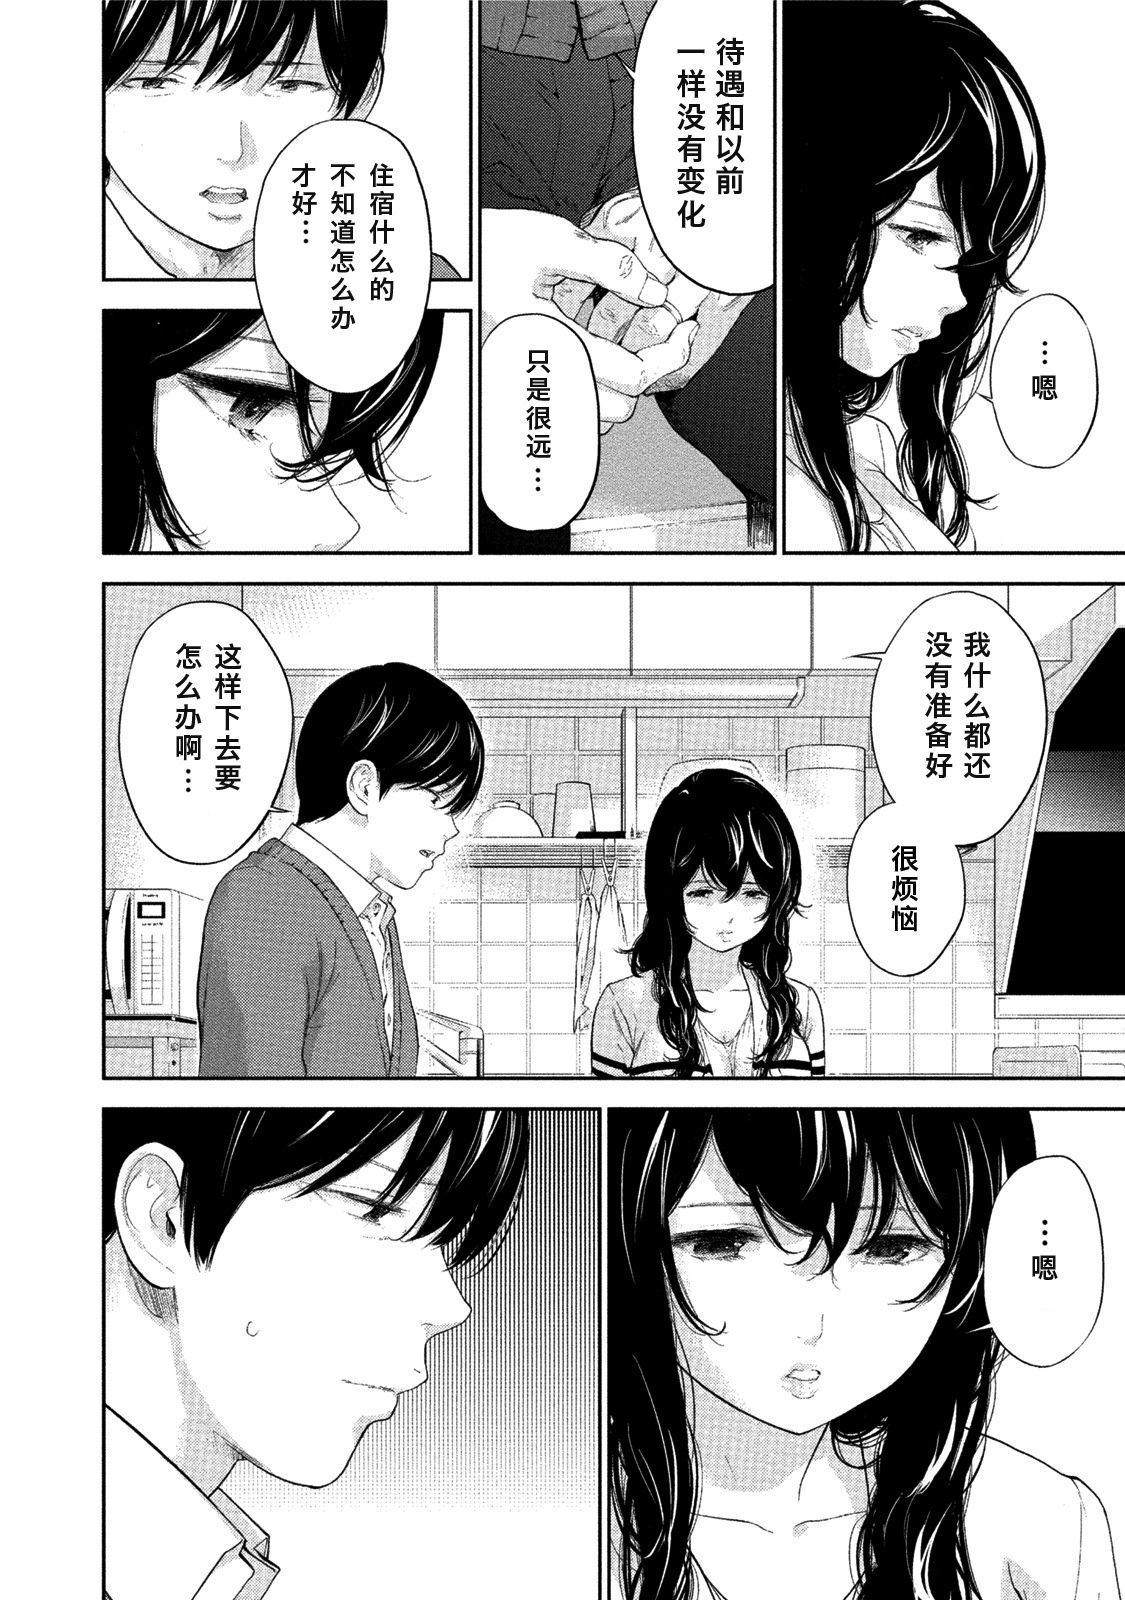 …嗯
待遇和以前
一样没有变化
只是很远…
住宿什么的
不知道怎么办
才好…
我什么都还
没有准备好
很烦恼
这样下去要
怎么办啊…
…嗯